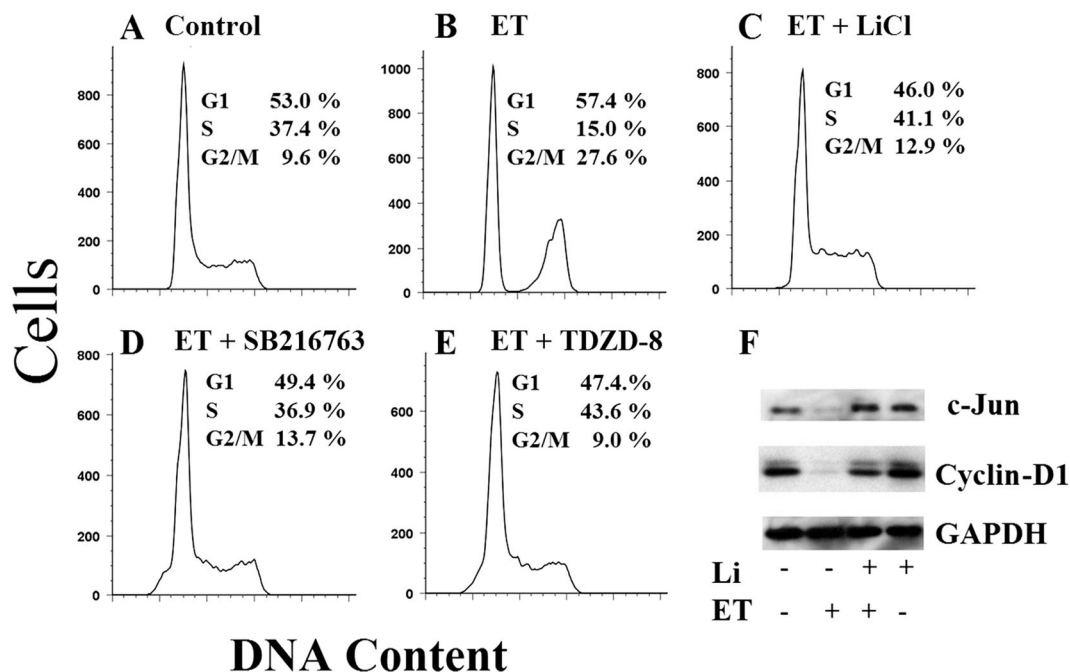 A Control
G1 53.0 %
S 37.4 %
G2/M 9.6 %
800
600
400
200
0
B ET
G1 57.4 %
S 15.0 %
G2/M 27.6 %
1000
800
600
400
200
0
C ET + LiCl
G1 46.0 %
S 41.1 %
G2/M 12.9 %
800
600
400
200
0
Cells
D ET + SB216763
G1 49.4 %
S 36.9 %
G2/M 13.7 %
800
600
400
200
0
E ET + TDZD-8
G1 47.4.%
S 43.6 %
G2/M 9.0 %
600
400
200
0
F
c-Jun
Cyclin-D1
GAPDH
Li - - + +
ET - + + -
DNA Content